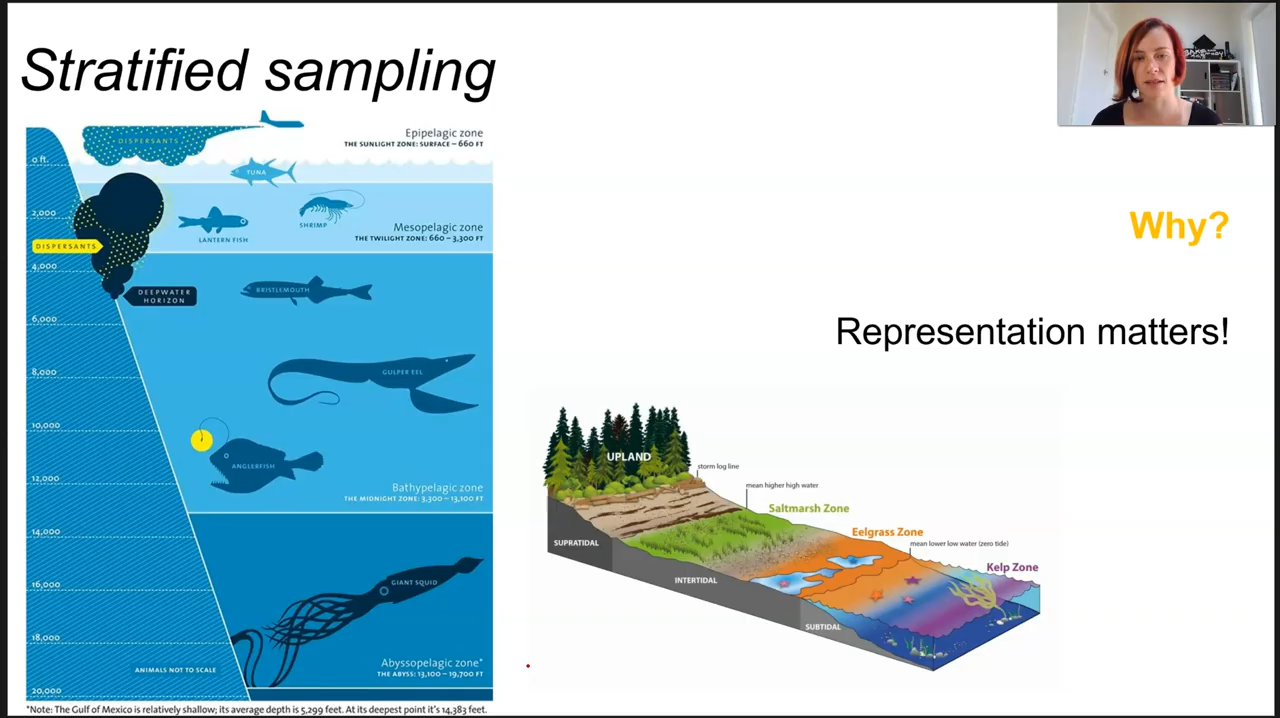 Stratified sampling
DISPERSANTS
Epipelagic zone
THE SUNLIGHT ZONE: SURFACE – 660 FT
0 ft.
TUNA
2,000
LANTERN FISH
SHRIMP
Mesopelagic zone
THE TWILIGHT ZONE: 660 – 3,300 FT
DISPERSANTS
4,000
DEEPWATER
HORIZON
BRISTLEMOUTH
6,000
8,000
GULPER EEL
10,000
ANGLERFISH
12,000
Bathypelagic zone
THE MIDNIGHT ZONE: 3,300 – 13,100 FT
14,000
16,000
GIANT SQUID
18,000
ANIMALS NOT TO SCALE
Abyssopelagic zone*
THE ABYSS: 13,100 – 19,700 FT
20,000
*Note: The Gulf of Mexico is relatively shallow; its average depth is 5,299 feet. At its deepest point it's 14,383 feet.
Why?
Representation matters!
UPLAND
storm log line
mean higher high water
Saltmarsh Zone
Eelgrass Zone
mean lower low water (zero tide)
Kelp Zone
SUPRATIDAL
INTERTIDAL
SUBTIDAL